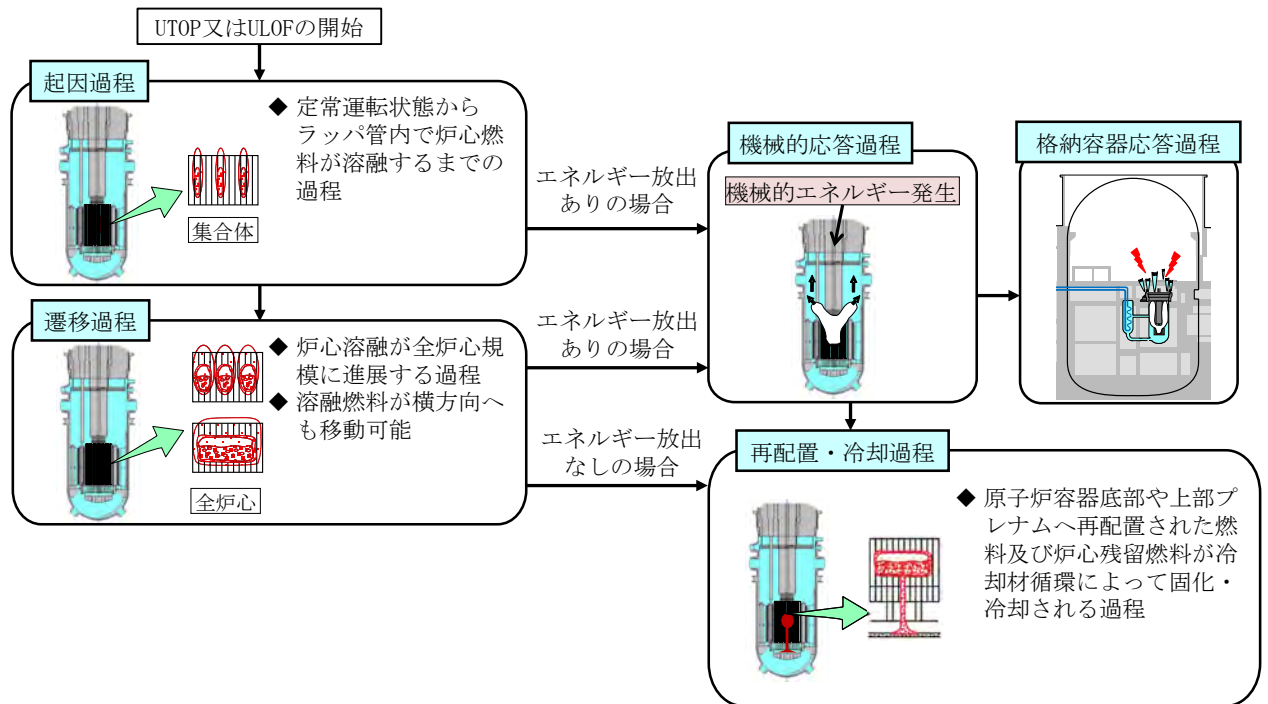 UTOP又はULOFの開始
起因過程
◆ 定常運転状態から
ラッパ管内で炉心燃
料が溶融するまでの
過程
集合体
エネルギー放出
ありの場合
機械的応答過程
機械的エネルギー発生
格納容器応答過程
遷移過程
◆ 炉心溶融が全炉心規
模に進展する過程
◆ 溶融燃料が横方向へ
も移動可能
全炉心
エネルギー放出
ありの場合
エネルギー放出
なしの場合
再配置・冷却過程
◆ 原子炉容器底部や上部プ
レナムへ再配置された燃
料及び炉心残留燃料が冷
却材循環によって固化・
冷却される過程